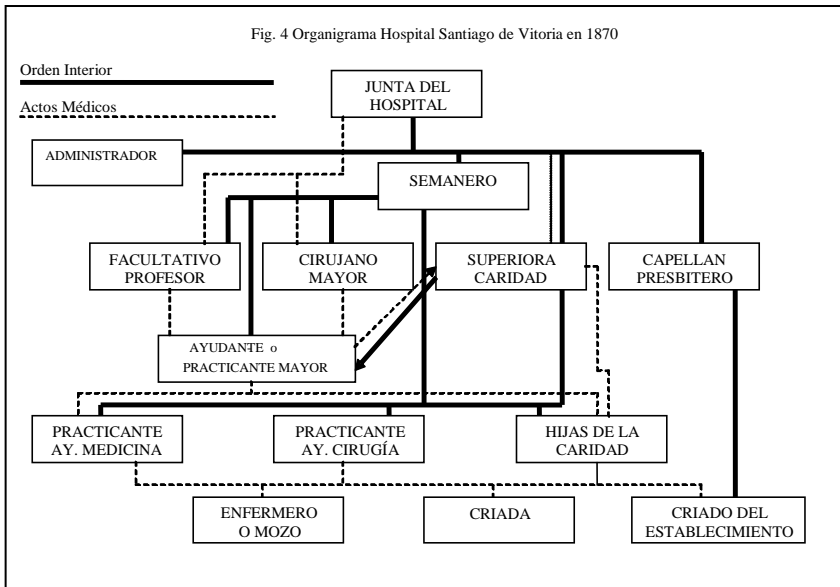 Fig. 4 Organigrama Hospital Santiago de Vitoria en 1870
Orden Interior
Actos Médicos
JUNTA DEL
HOSPITAL
ADMINISTRADOR
SEMANERO
FACULTATIVO
PROFESOR
CIRUJANO
MAYOR
SUPERIORA
CARIDAD
CAPELLAN
PRESBITERO
AYUDANTE o
PRACTICANTE MAYOR
PRACTICANTE
AY. MEDICINA
PRACTICANTE
AY. CIRUGÍA
HIJAS DE LA
CARIDAD
ENFERMERO
O MOZO
CRIADA
CRIADO DEL
ESTABLECIMIENTO